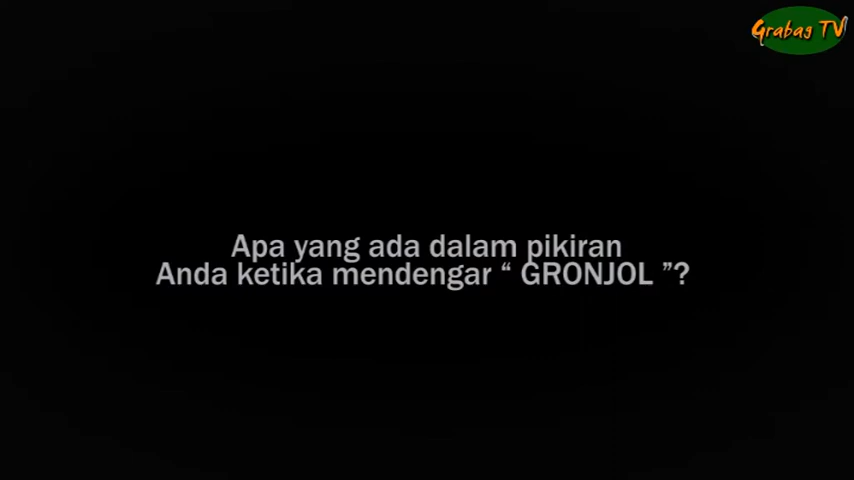 Grabag TV
Apa yang ada dalam pikiran
Anda ketika mendengar “ GRONJOL ”?